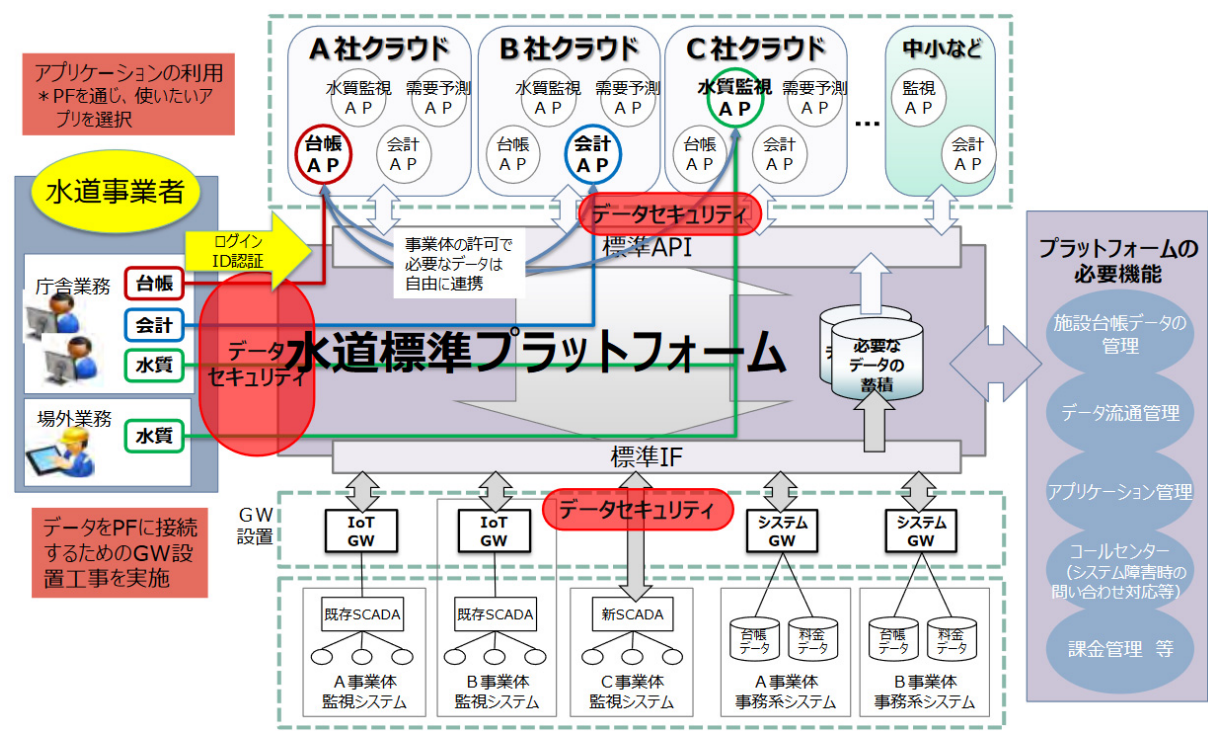 アプリケーションの利用
＊PFを通じ、使いたいア
プリを選択
A社クラウド
水質監視
AP
需要予測
AP
台帳
AP
会計
AP
B社クラウド
水質監視
AP
需要予測
AP
台帳
AP
会計
AP
C社クラウド
水質監視
AP
需要予測
AP
台帳
AP
会計
AP
…
中小など
監視
AP
会計
AP
水道事業者
ログイン
ID認証
庁舎業務
台帳
会計
水質
場外業務
水質
データ
セキュリティ
データセキュリティ
標準API
事業体の許可で
必要なデータは
自由に連携
水道標準プラットフォーム
必要な
データの
蓄積
標準IF
プラットフォームの
必要機能
施設台帳データの
管理
データ流通管理
アプリケーション管理
コールセンター
（システム障害時の
問い合わせ対応等）
課金管理 等
データをPFに接続
するためのGW設
置工事を実施
GW
設置
IoT
GW
IoT
GW
データセキュリティ
システム
GW
システム
GW
既存SCADA
A事業体
監視システム
既存SCADA
B事業体
監視システム
新SCADA
C事業体
監視システム
台帳
データ
料金
データ
A事業体
事務系システム
台帳
データ
料金
データ
B事業体
事務系システム